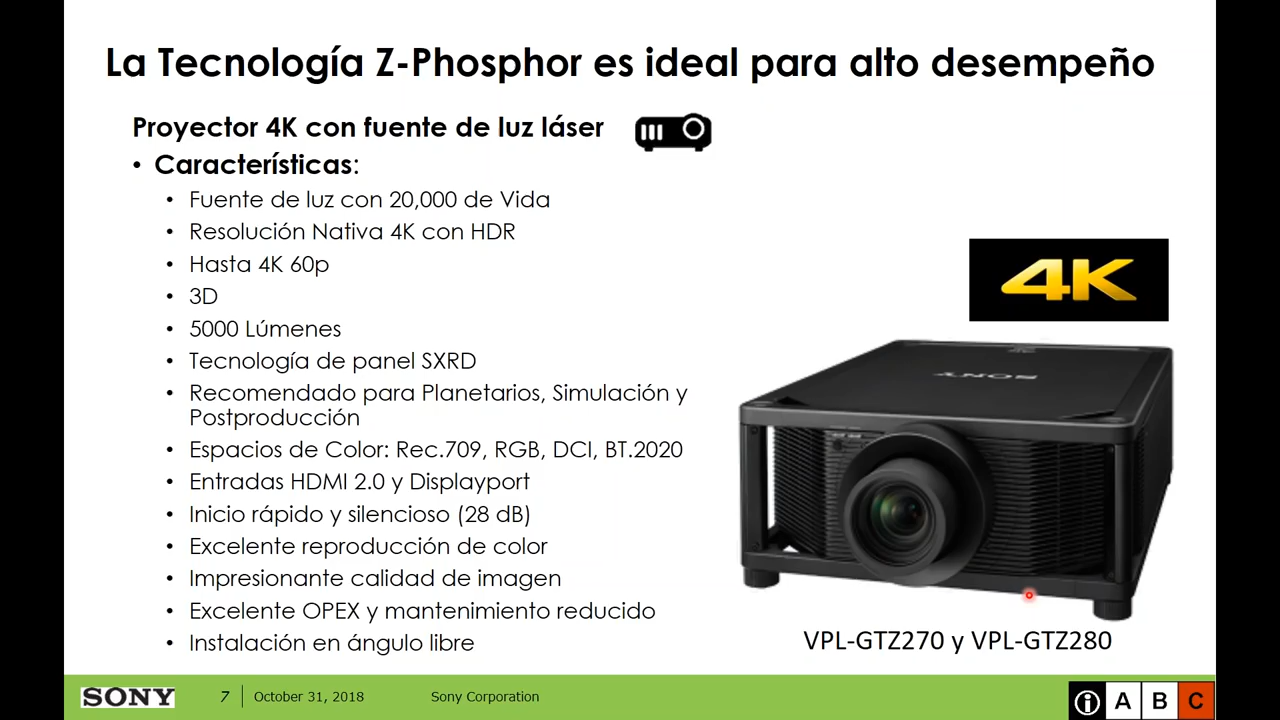 La Tecnología Z-Phosphor es ideal para alto desempeño
Proyector 4K con fuente de luz láser
• Características:
• Fuente de luz con 20,000 de Vida
• Resolución Nativa 4K con HDR
• Hasta 4K 60p
• 3D
• 5000 Lúmenes
• Tecnología de panel SXRD
• Recomendado para Planetarios, Simulación y
Postproducción
• Espacios de Color: Rec.709, RGB, DCI, BT.2020
• Entradas HDMI 2.0 y Displayport
• Inicio rápido y silencioso (28 dB)
• Excelente reproducción de color
• Impresionante calidad de imagen
• Excelente OPEX y mantenimiento reducido
• Instalación en ángulo libre
4K
SONY
VPL-GTZ270 y VPL-GTZ280
SONY 7 October 31, 2018 Sony Corporation
i A B C